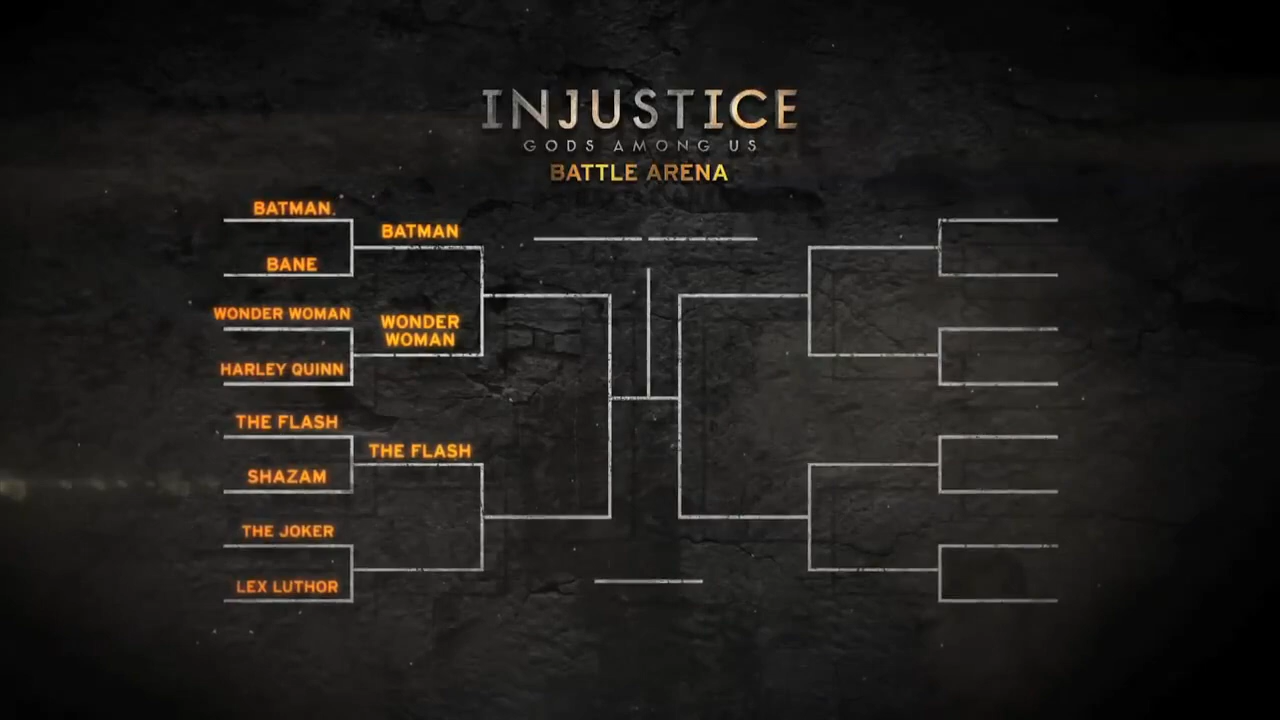 INJUSTICE
GODS AMONG US
BATTLE ARENA
BATMAN
BANE
WONDER WOMAN
HARLEY QUINN
THE FLASH
SHAZAM
THE JOKER
LEX LUTHOR
BATMAN
WONDER
WOMAN
THE FLASH